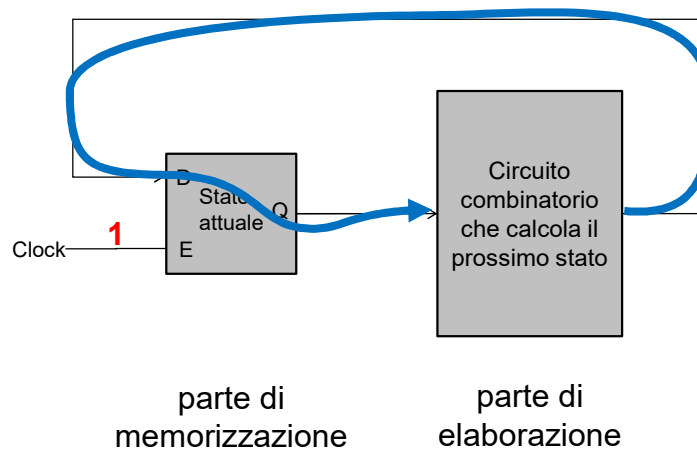 D
Stato
attuale
Q
Clock
1
E
Circuito
combinatorio
che calcola il
prossimo stato
parte di
memorizzazione
parte di
elaborazione